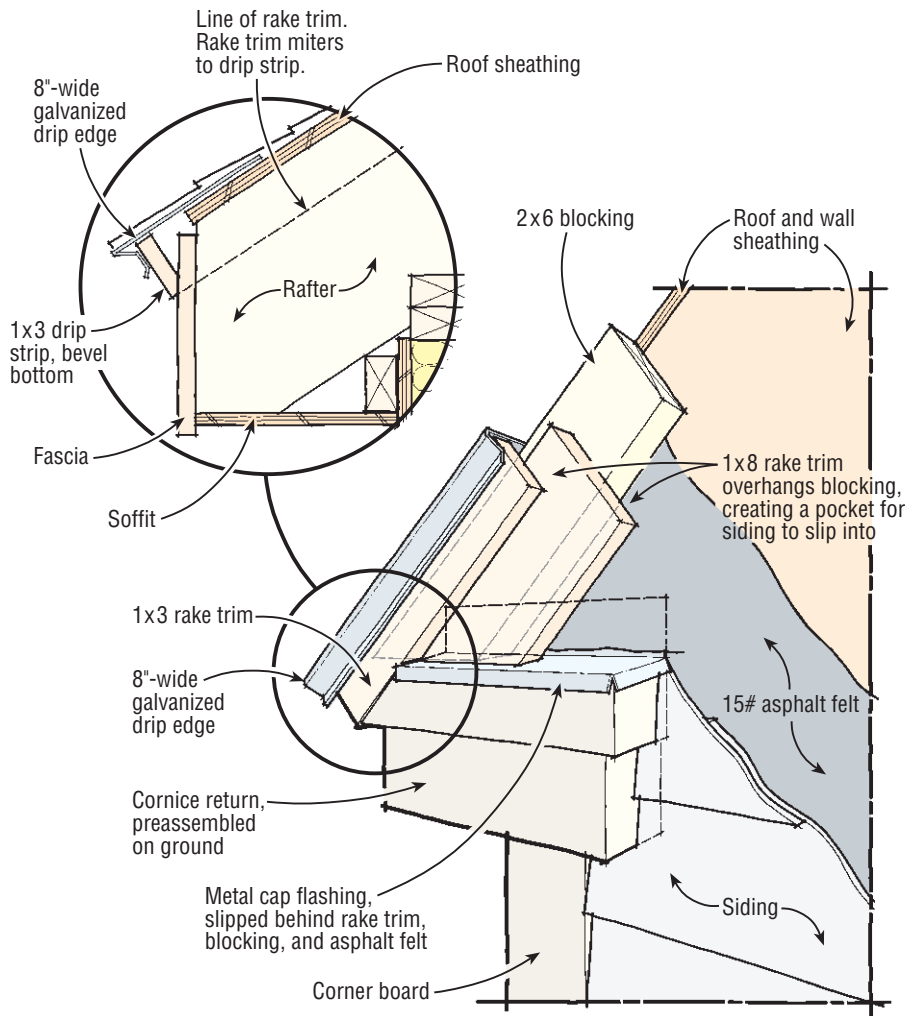 Line of rake trim.
Rake trim miters
to drip strip.
Roof sheathing
8"-wide
galvanized
drip edge
2x6 blocking
Roof and wall
sheathing
Rafter
1x3 drip
strip, bevel
bottom
Fascia
Soffit
1x8 rake trim
overhangs blocking,
creating a pocket for
siding to slip into
1x3 rake trim
8"-wide
galvanized
drip edge
15# asphalt felt
Cornice return,
preassembled
on ground
Metal cap flashing,
slipped behind rake trim,
blocking, and asphalt felt
Siding
Corner board